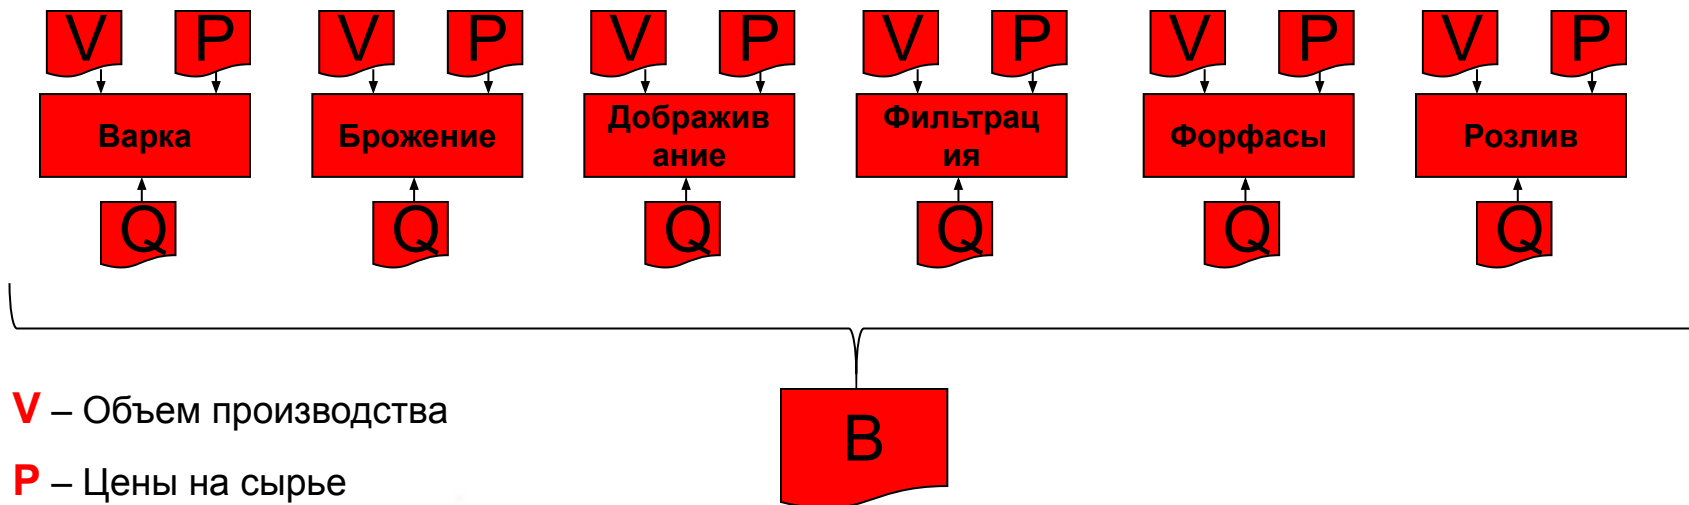 V P V P V P V P V P V P
Варка Брожение Дображив Фильтрац Форфасы Розлив
ание ия
Q Q Q Q Q Q
B
V – Объем производства
P – Цены на сырье